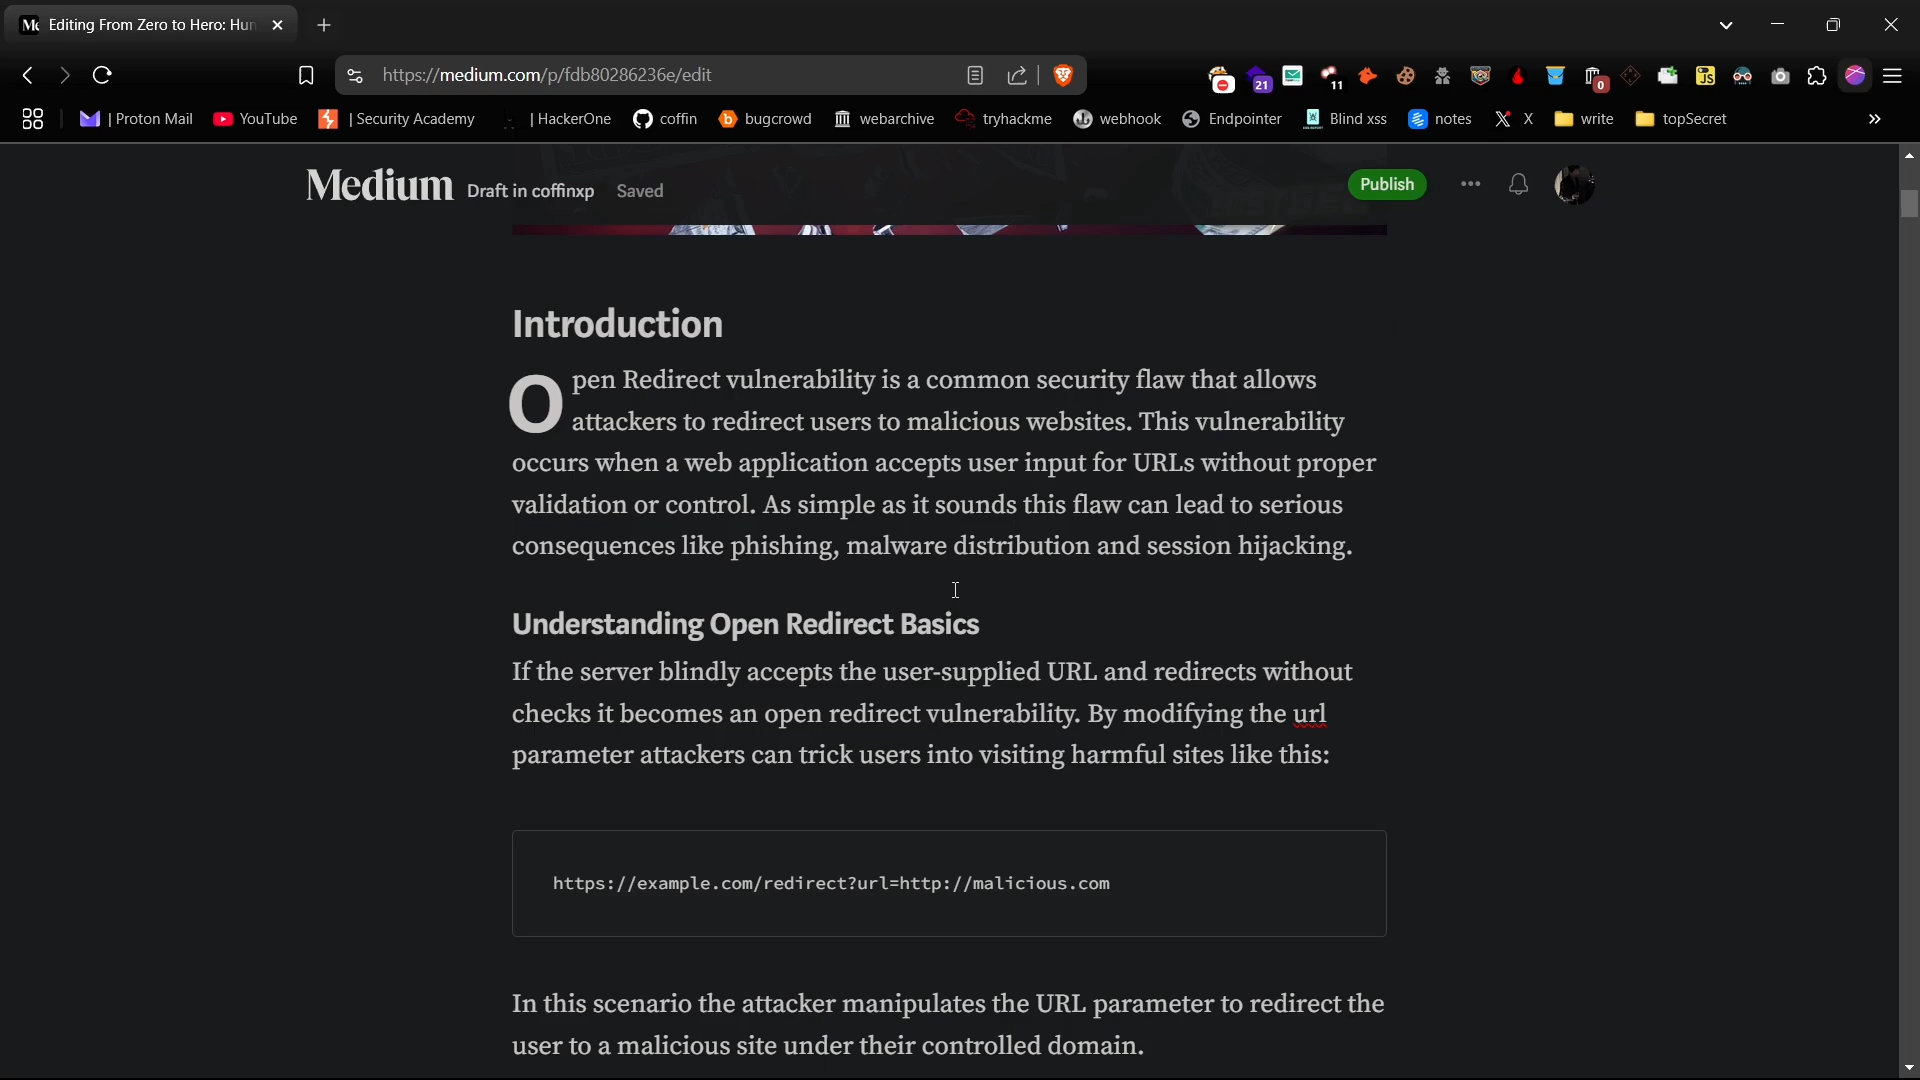 Editing From Zero to Hero: Hun
https://medium.com/p/fdb80286236e/edit
21
11
0
JS
| Proton Mail
YouTube
| Security Academy
| HackerOne
coffin
bugcrowd
webarchive
tryhackme
webhook
Endpointer
Blind xss
notes
X
write
topSecret
Medium
Draft in coffinxp
Saved
Publish
Introduction
Open Redirect vulnerability is a common security flaw that allows
attackers to redirect users to malicious websites. This vulnerability
occurs when a web application accepts user input for URLs without proper
validation or control. As simple as it sounds this flaw can lead to serious
consequences like phishing, malware distribution and session hijacking.
Understanding Open Redirect Basics
If the server blindly accepts the user-supplied URL and redirects without
checks it becomes an open redirect vulnerability. By modifying the url
parameter attackers can trick users into visiting harmful sites like this:
https://example.com/redirect?url=http://malicious.com
In this scenario the attacker manipulates the URL parameter to redirect the
user to a malicious site under their controlled domain.